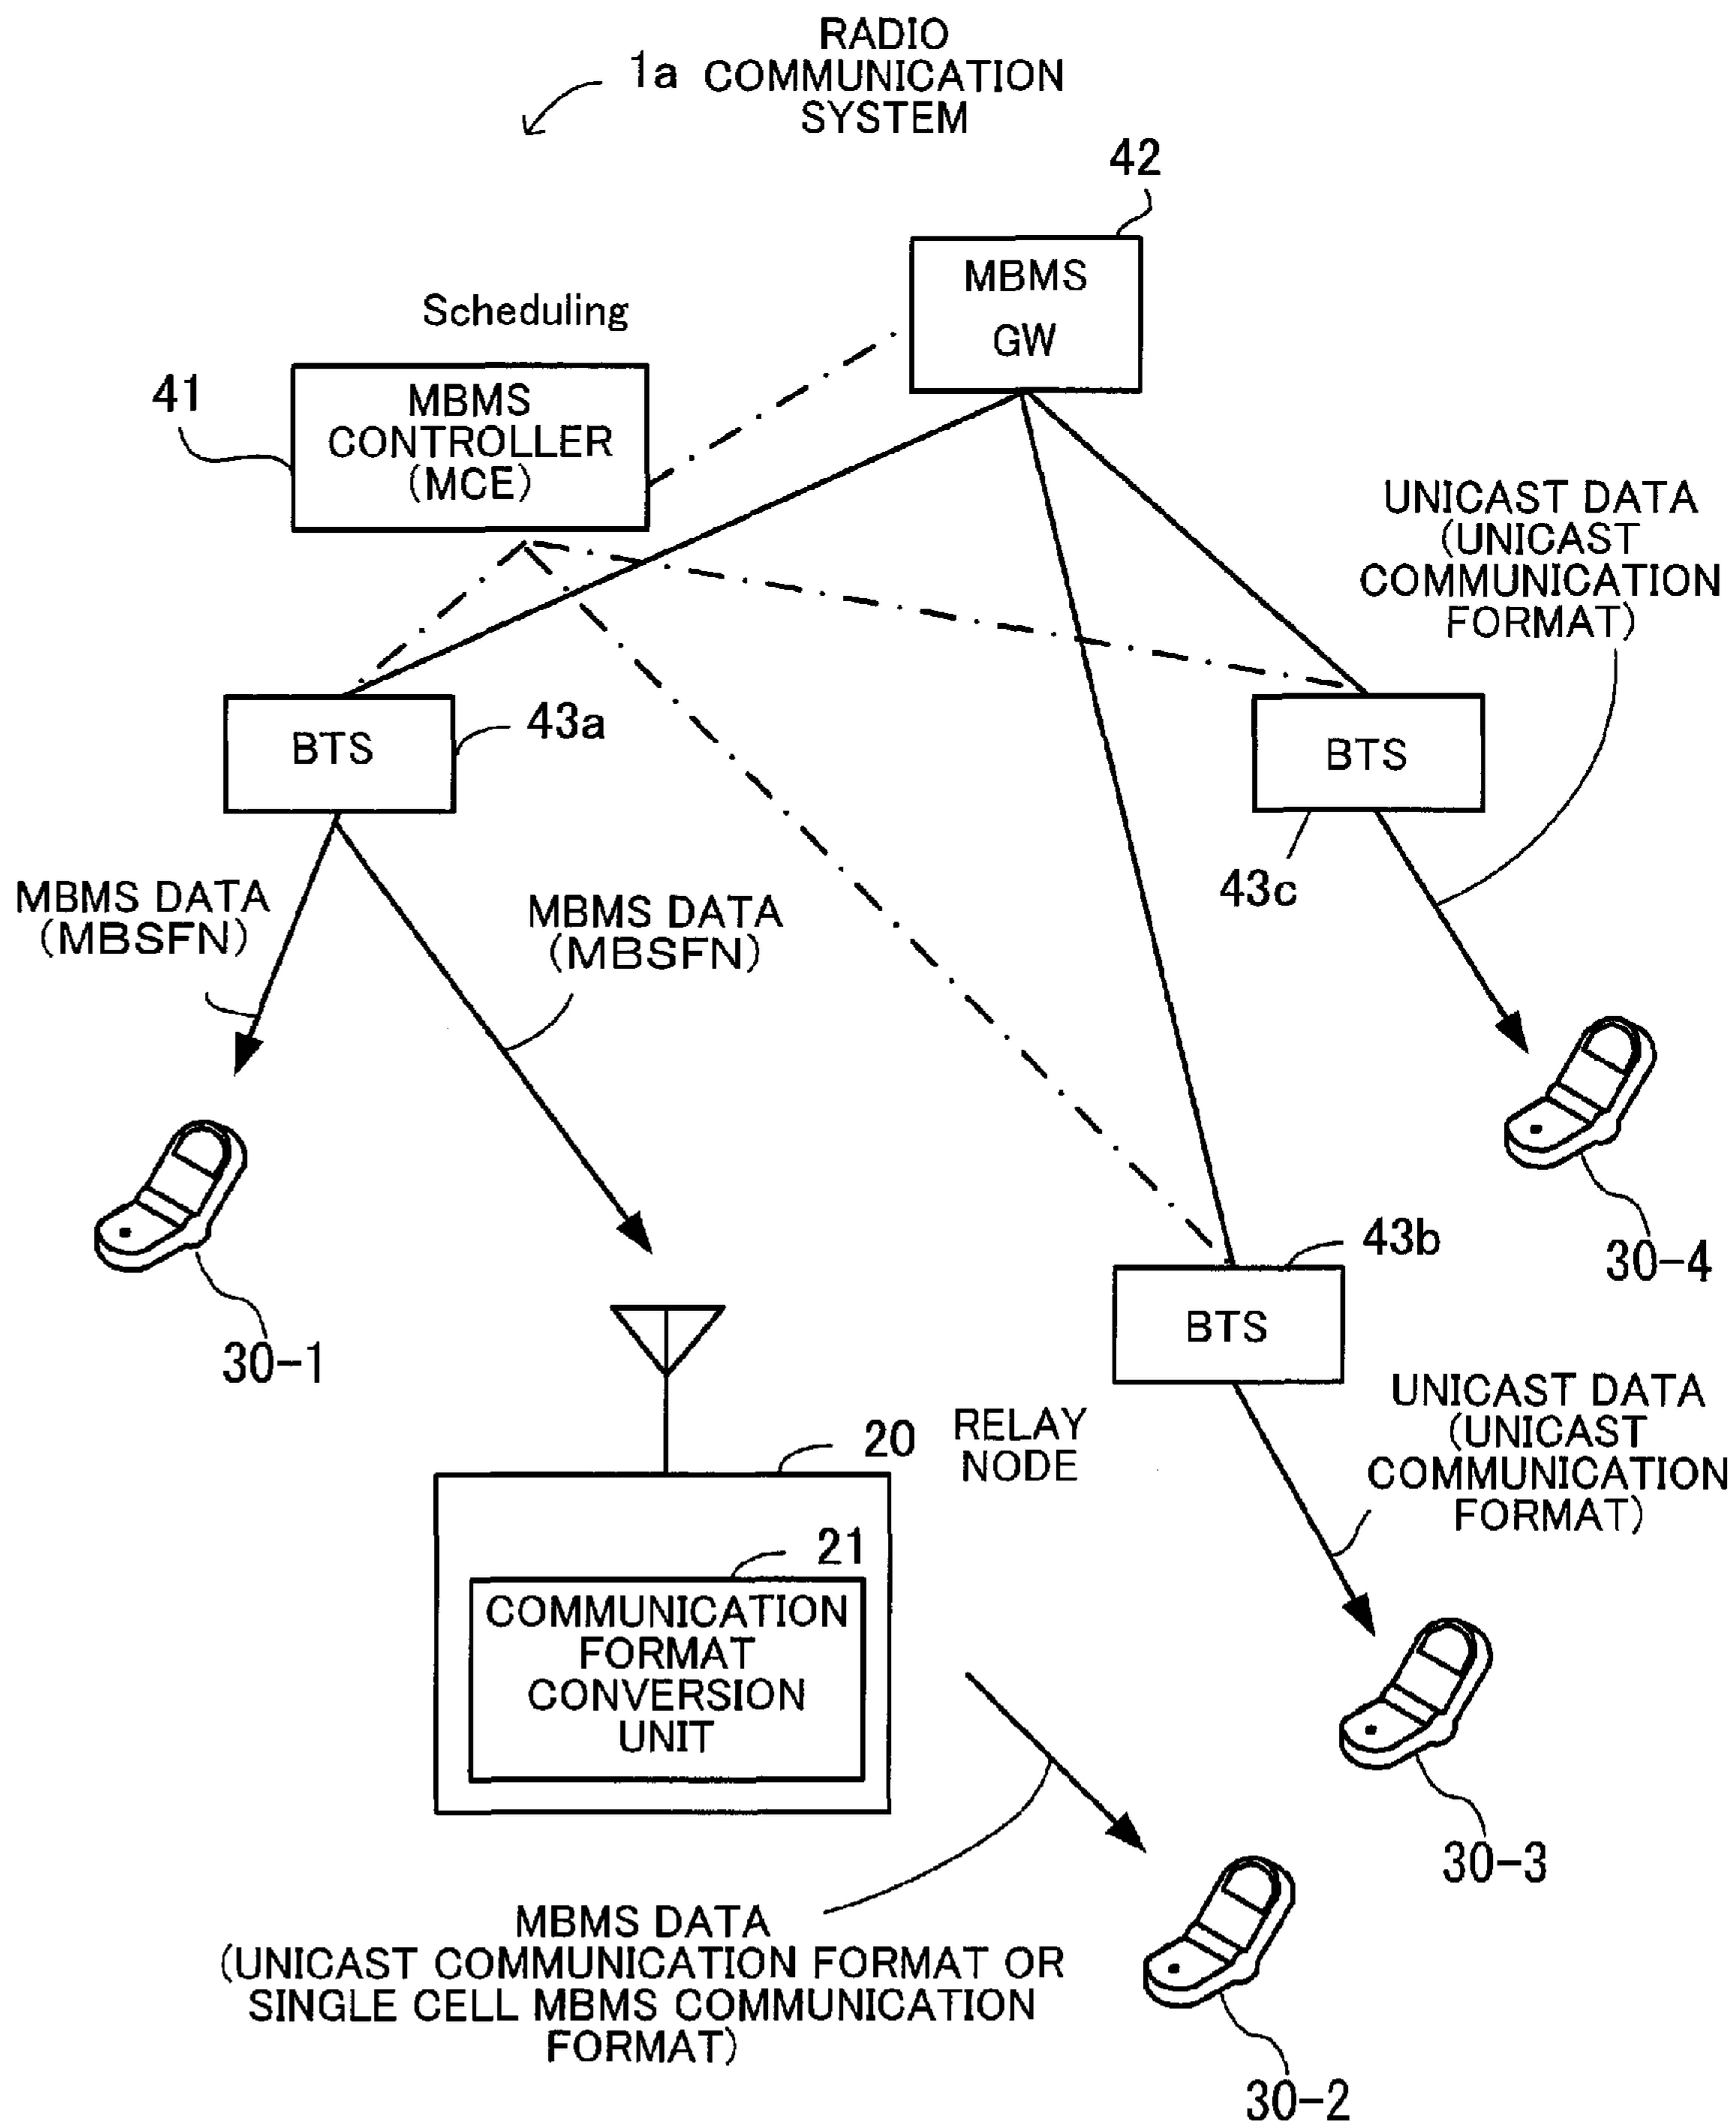 RADIO
1a COMMUNICATION
SYSTEM
42
MBMS
GW
Scheduling
41
MBMS
CONTROLLER
(MCE)
UNICAST DATA
(UNICAST
COMMUNICATION
FORMAT)
BTS
43a
BTS
43c
MBMS DATA
(MBSFN)
MBMS DATA
(MBSFN)
30-4
43b
BTS
30-1
UNICAST DATA
(UNICAST
COMMUNICATION
FORMAT)
20
RELAY
NODE
21
COMMUNICATION
FORMAT
CONVERSION
UNIT
30-3
MBMS DATA
(UNICAST COMMUNICATION FORMAT OR
SINGLE CELL MBMS COMMUNICATION
FORMAT)
30-2